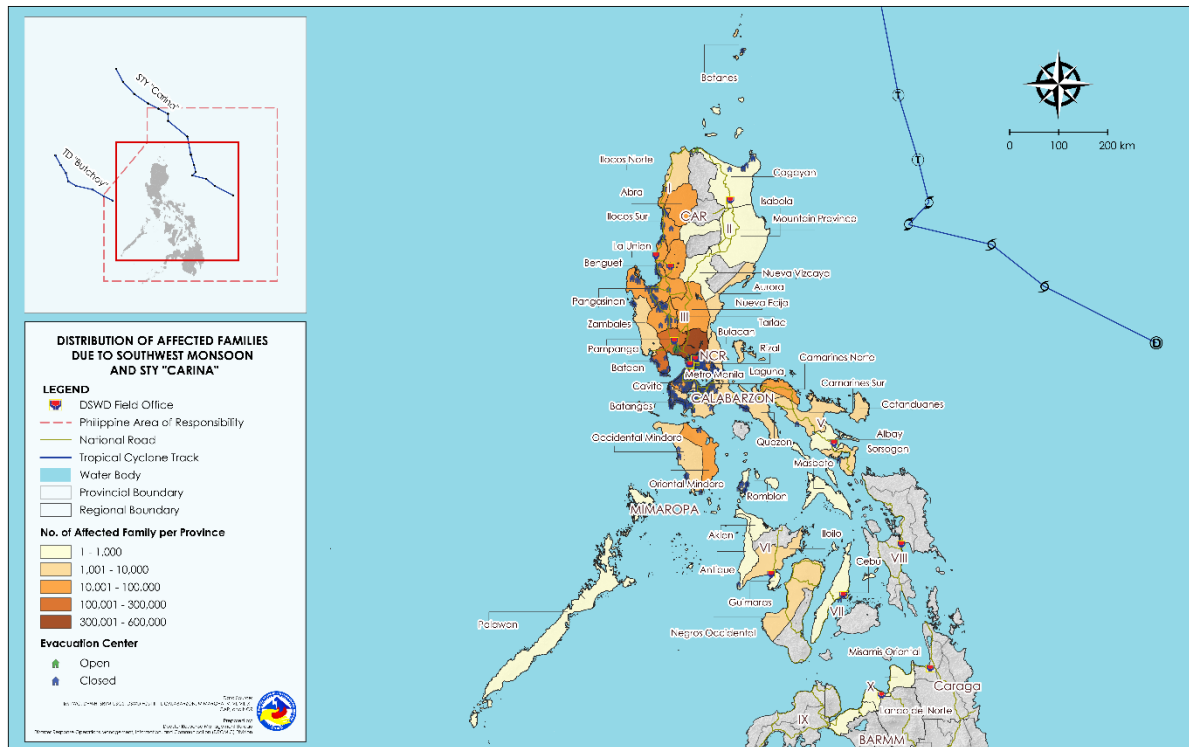 STY "Carina"
TD "Butchoy"
DISTRIBUTION OF AFFECTED FAMILIES
DUE TO SOUTHWEST MONSOON
AND STY "CARINA"
LEGEND
DSWD Field Office
Philippine Area of Responsibility
National Road
Tropical Cyclone Track
Water Body
Provincial Boundary
Regional Boundary
No. of Affected Family per Province
1 - 1,000
1,001 - 10,000
10,001 - 100,000
100,001 - 300,000
300,001 - 600,000
Evacuation Center
Open
Closed
Data Source:
Prepared by:
0 100 200 km
T
T
D
Batanes
Ilocos Norte
Cagayan
I
Abra
Isabela
CAR
Ilocos Sur
Mountain Province
II
La Union
Benguet
Nueva Vizcaya
Aurora
Pangasinan
Nueva Ecija
III
Zambales
Tarlac
Bulacan
Pampanga
NCR
Rizal
Bataan
Metro Manila
Laguna
Camarines Norte
Cavite
Camarines Sur
CALABARZON
Batangas
Catanduanes
V
Albay
Occidental Mindoro
Quezon
Sorsogon
Masbate
Oriental Mindoro
Romblon
MIMAROPA
Aklan
VI
Iloilo
VIII
Antique
Cebu
Guimaras
VII
Negros Occidental
Palawan
Misamis Oriental
X
Caraga
Lanao del Norte
IX
BARMM